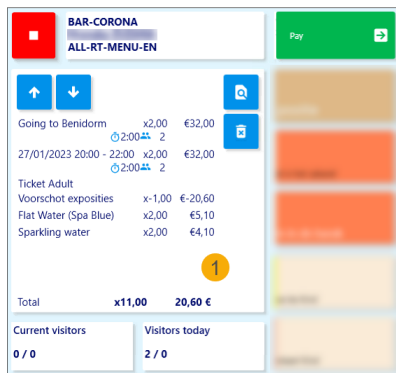 BAR-CORONA
ALL-RT-MENU-EN
Pay
Going to Benidorm x2,00 €32,00
2:00 2
27/01/2023 20:00 - 22:00 x2,00 €32,00
2:00 2
Ticket Adult
Voorschot exposities x-1,00 €-20,60
Flat Water (Spa Blue) x2,00 €5,10
Sparkling water x2,00 €4,10
1
Total x11,00 20,60 €
Current visitors Visitors today
0 / 0 2 / 0